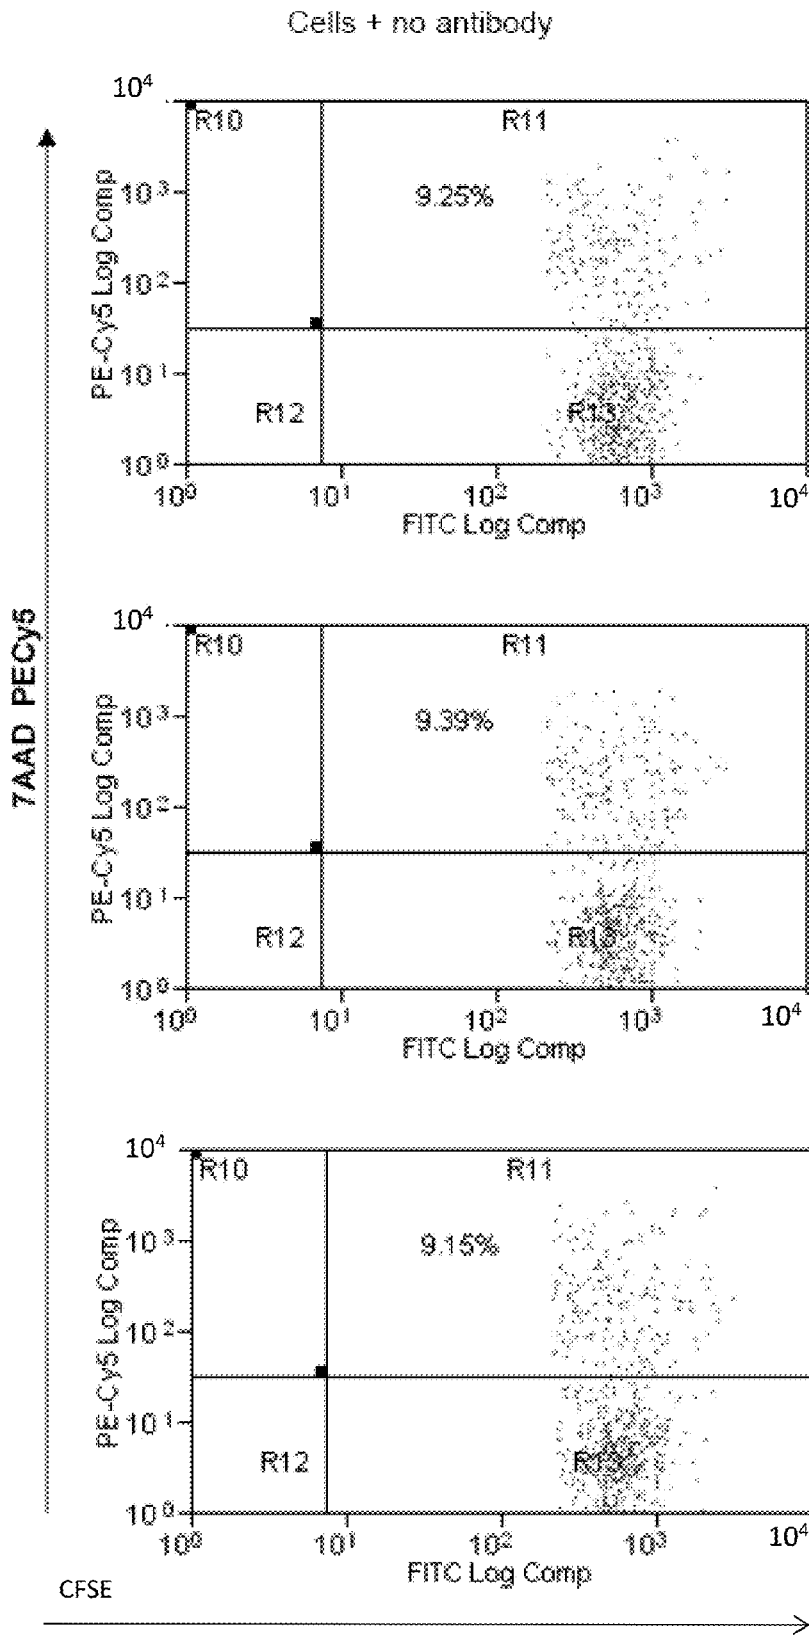 Cells + no antibody
10⁴
R10 R11
10³
9.25%
10²
10¹
R12 R13
10⁰
10⁰ 10¹ 10² 10³ 10⁴
PE-Cy5 Log Comp
FITC Log Comp
10⁴
R10 R11
10³
9.39%
10²
10¹
R12 R13
10⁰
10⁰ 10¹ 10² 10³ 10⁴
PE-Cy5 Log Comp
FITC Log Comp
10⁴
R10 R11
10³
9.15%
10²
10¹
R12 R13
10⁰
10⁰ 10¹ 10² 10³ 10⁴
PE-Cy5 Log Comp
FITC Log Comp
7AAD PECy5
CFSE